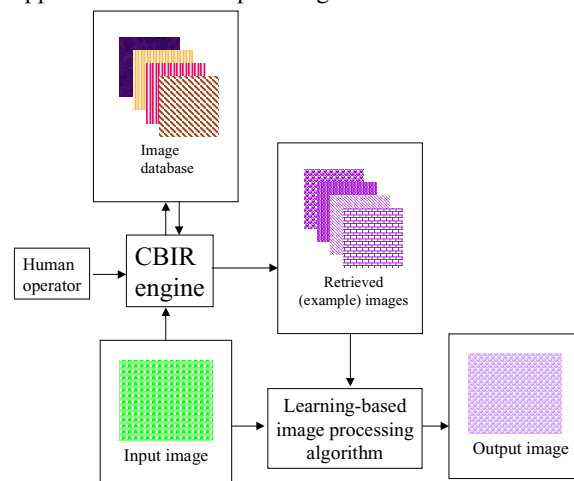 Image
database
Human
operator
CBIR
engine
Retrieved
(example) images
Input image
Learning-based
image processing
algorithm
Output image